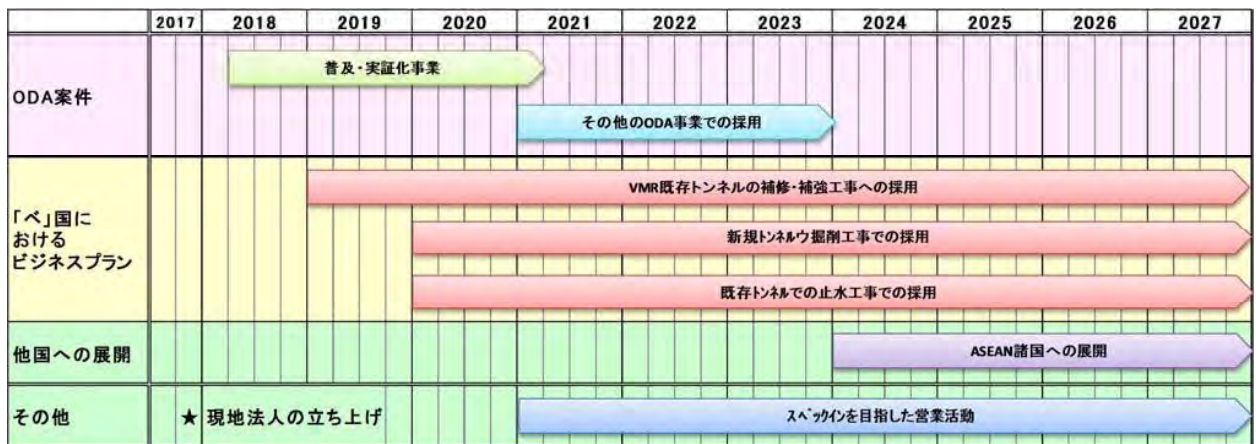 2017 2018 2019 2020 2021 2022 2023 2024 2025 2026 2027
ODA案件
普及・実証化事業
その他のODA事業での採用
「ベ」国に
おける
ビジネスプラン
VMR既存トンネルの補修・補強工事への採用
新規トンネルウ掘削工事での採用
既存トンネルでの止水工事での採用
他国への展開
ASEAN諸国への展開
その他
★ 現地法人の立ち上げ
スペックインを目指した営業活動